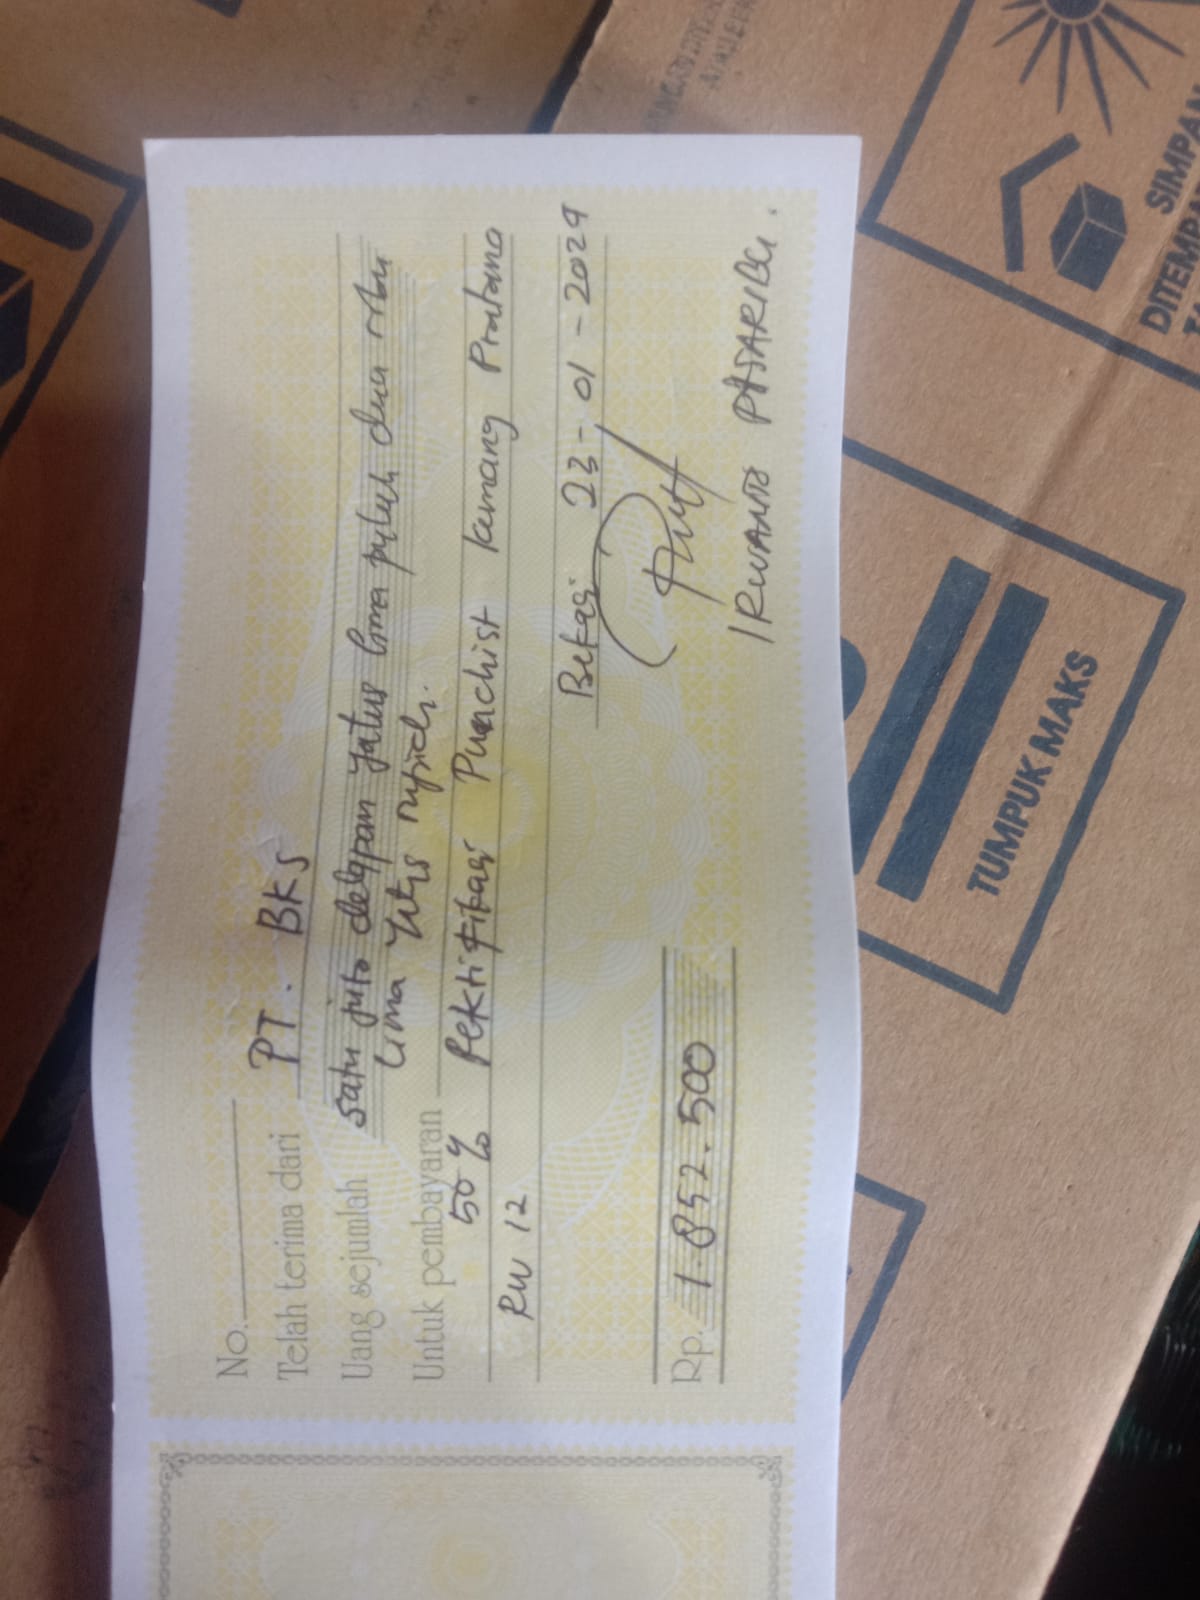 No.
Telah terima dari PT. BKS
Uang sejumlah satu juta delapan ratus lima puluh dua ribu
lima ratus rupiah.
Untuk pembayaran
50% Rektifikasi Punchist kemang Pratama
RW 12
Bekasi 23-01-2024
Rp. 1.852.500
IRWANTO PASARIBU.
TUMPUK MAKS
SIMPAN
DITEMPA